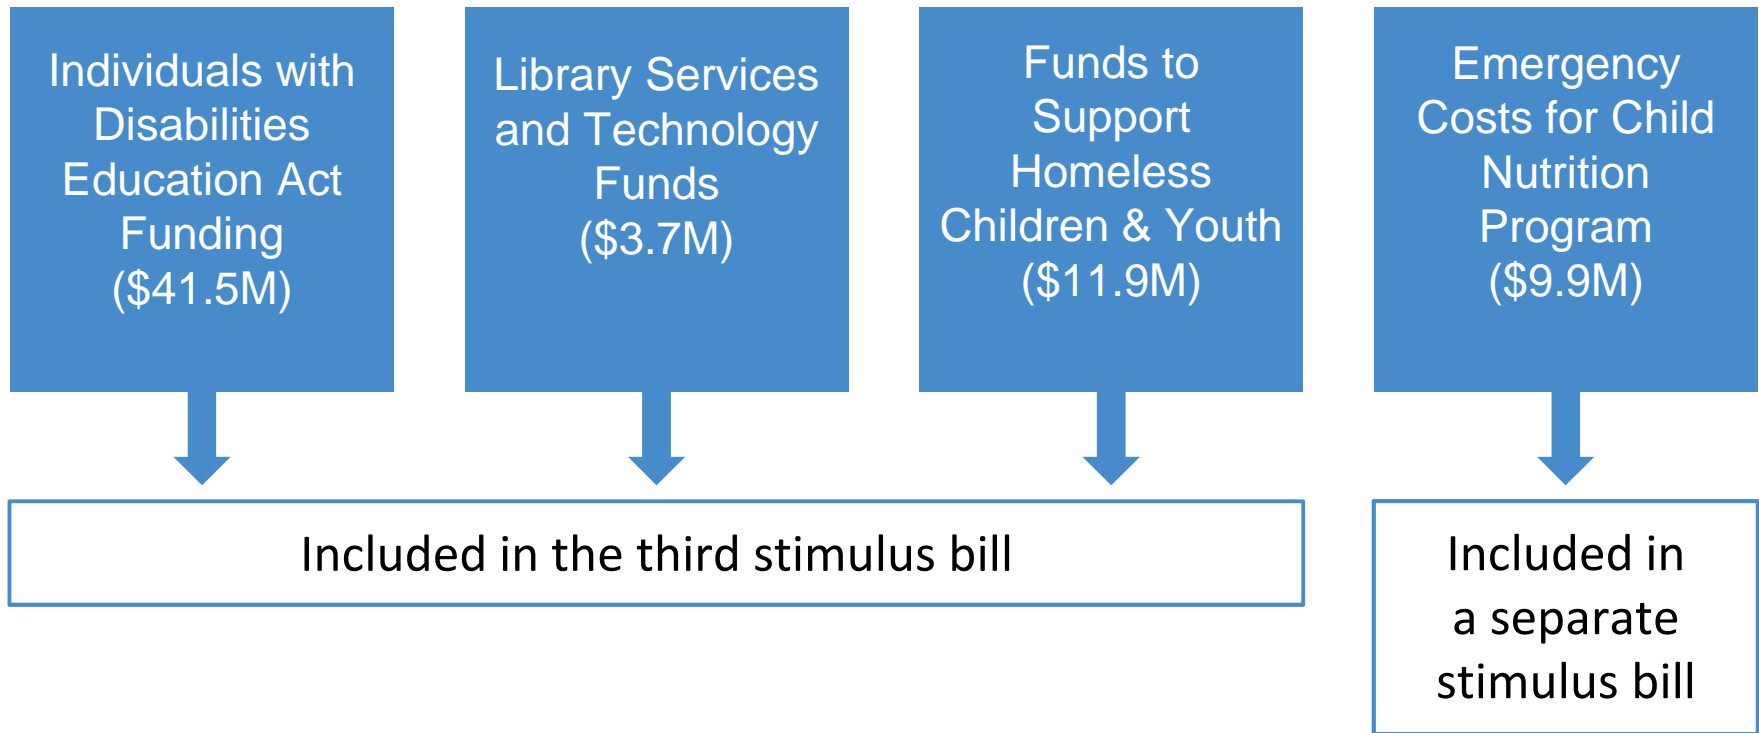 Individuals with
Disabilities
Education Act
Funding
($41.5M)
Library Services
and Technology
Funds
($3.7M)
Funds to
Support
Homeless
Children & Youth
($11.9M)
Emergency
Costs for Child
Nutrition
Program
($9.9M)
Included in the third stimulus bill
Included in
a separate
stimulus bill